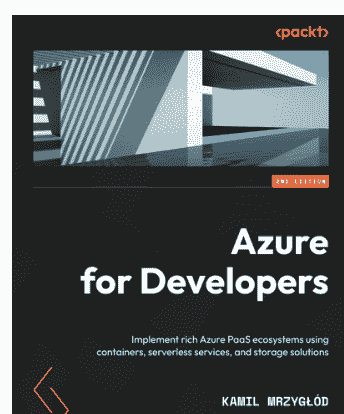 <packt>
2ND EDITION
Azure
for Developers
Implement rich Azure PaaS ecosystems using
containers, serverless services, and storage solutions
KAMIL MRZYGŁÓD